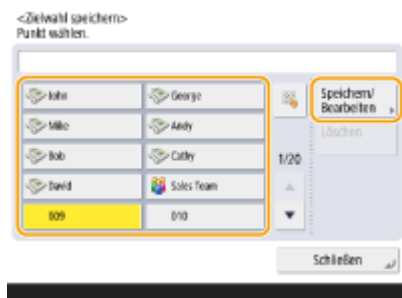 <Zielwahl speichern>
Punkt wählen.
John
George
Speichern/
Bearbeiten
Mike
Andy
Löschen
Bob
Cathy
1/20
David
Sales Team
009
010
Schließen